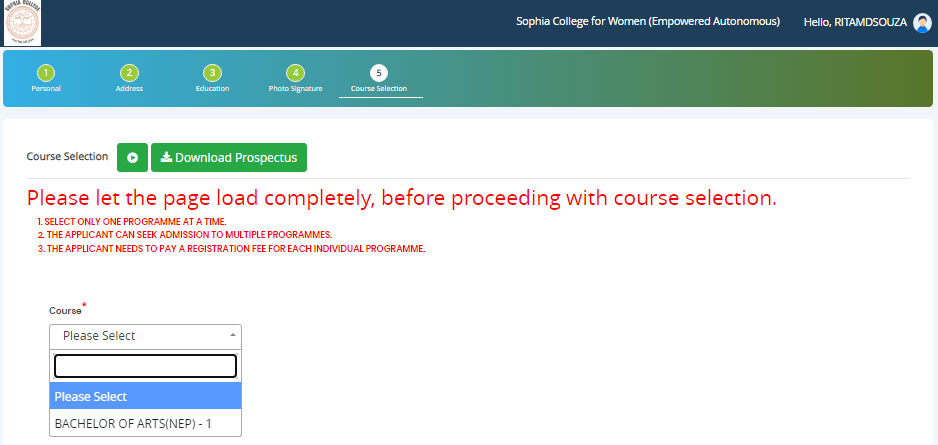 SOPHIA COLLEGE
Sophia College for Women (Empowered Autonomous)
Hello, RITAMDSOUZA
1
2
3
4
5
Personal
Address
Education
Photo Signature
Course Selection
Course Selection
Download Prospectus
Please let the page load completely, before proceeding with course selection.
1. SELECT ONLY ONE PROGRAMME AT A TIME.
2. THE APPLICANT CAN SEEK ADMISSION TO MULTIPLE PROGRAMMES.
3. THE APPLICANT NEEDS TO PAY A REGISTRATION FEE FOR EACH INDIVIDUAL PROGRAMME.
Course*
Please Select
Please Select
BACHELOR OF ARTS(NEP) - 1